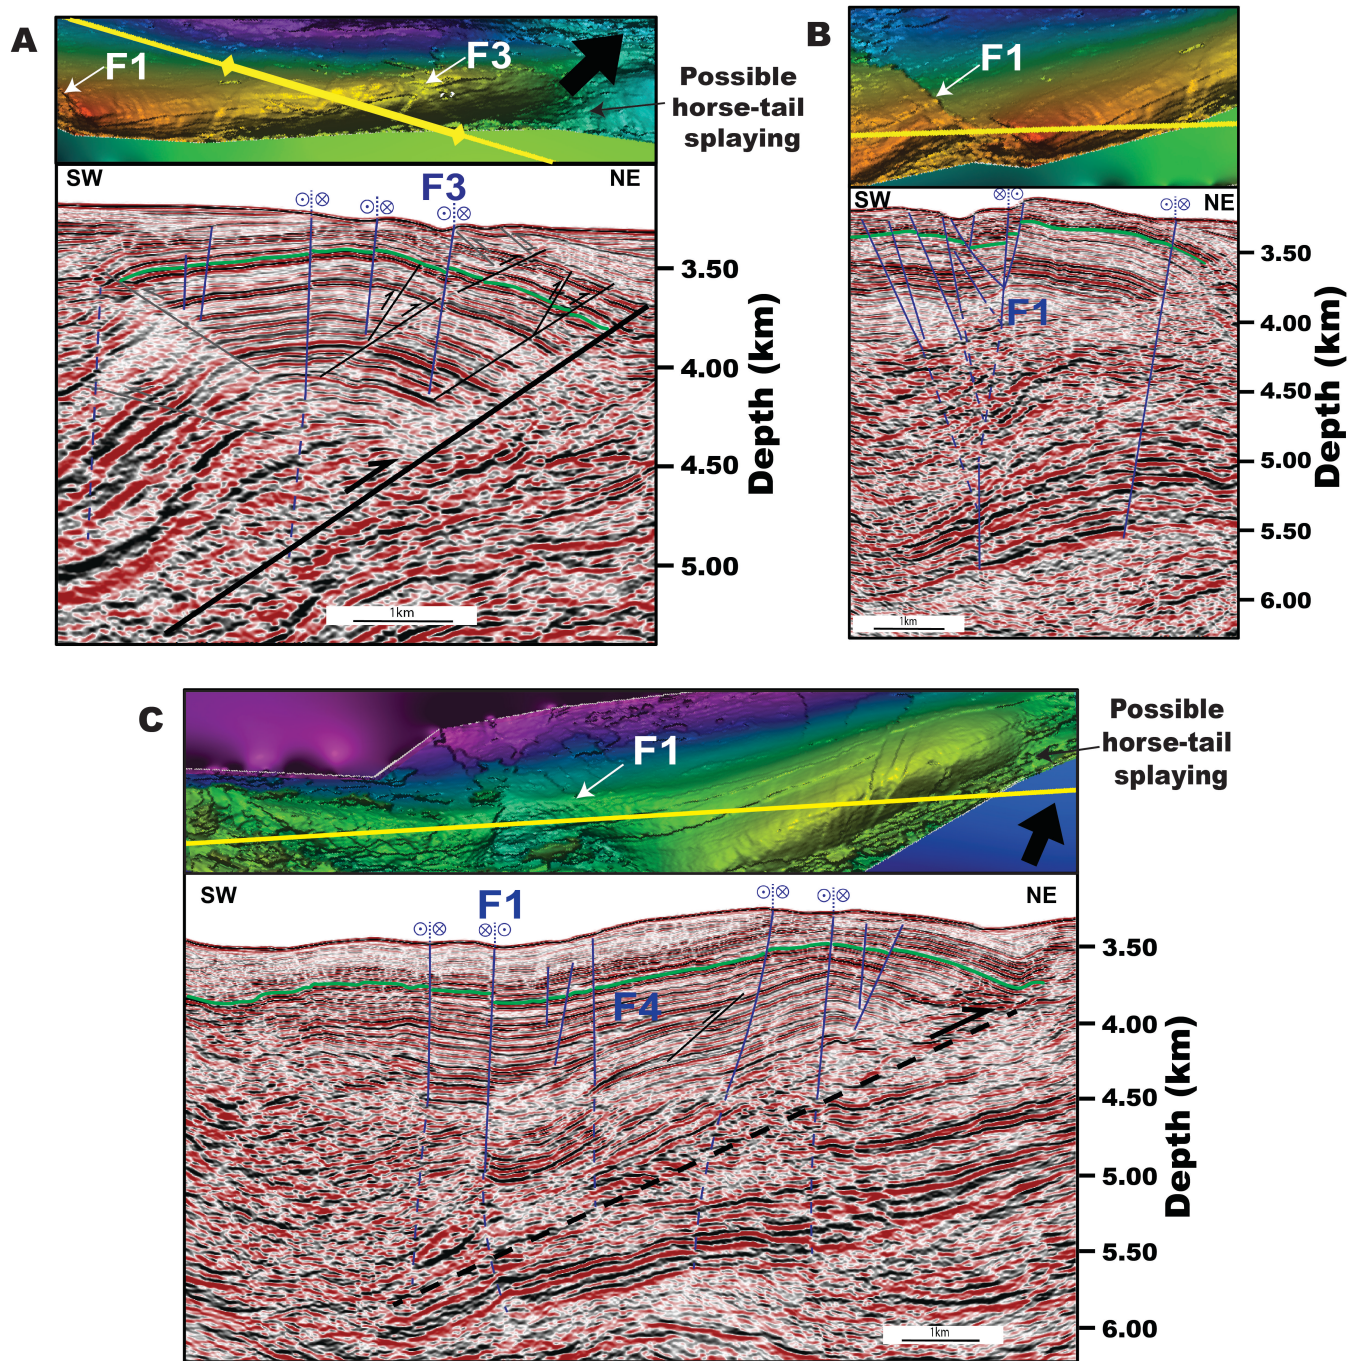 A
F1
F3
Possible
horse-tail
splaying
SW
F3
NE
3.50
4.00
4.50
5.00
Depth (km)
1km
B
F1
SW
NE
F1
3.50
4.00
4.50
5.00
5.50
6.00
Depth (km)
1km
C
F1
Possible
horse-tail
splaying
SW
F1
NE
F4
3.50
4.00
4.50
5.00
5.50
6.00
Depth (km)
1km